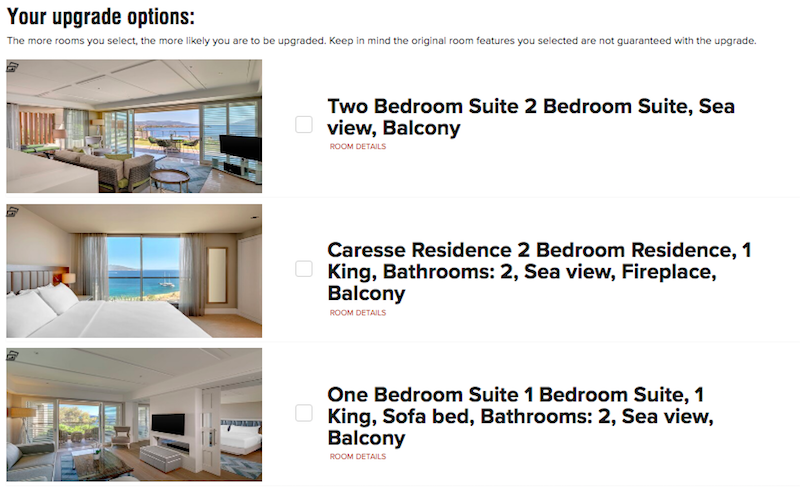 Your upgrade options:
The more rooms you select, the more likely you are to be upgraded. Keep in mind the original room features you selected are not guaranteed with the upgrade.
Two Bedroom Suite 2 Bedroom Suite, Sea
view, Balcony
ROOM DETAILS
Caresse Residence 2 Bedroom Residence, 1
King, Bathrooms: 2, Sea view, Fireplace,
Balcony
ROOM DETAILS
One Bedroom Suite 1 Bedroom Suite, 1
King, Sofa bed, Bathrooms: 2, Sea view,
Balcony
ROOM DETAILS